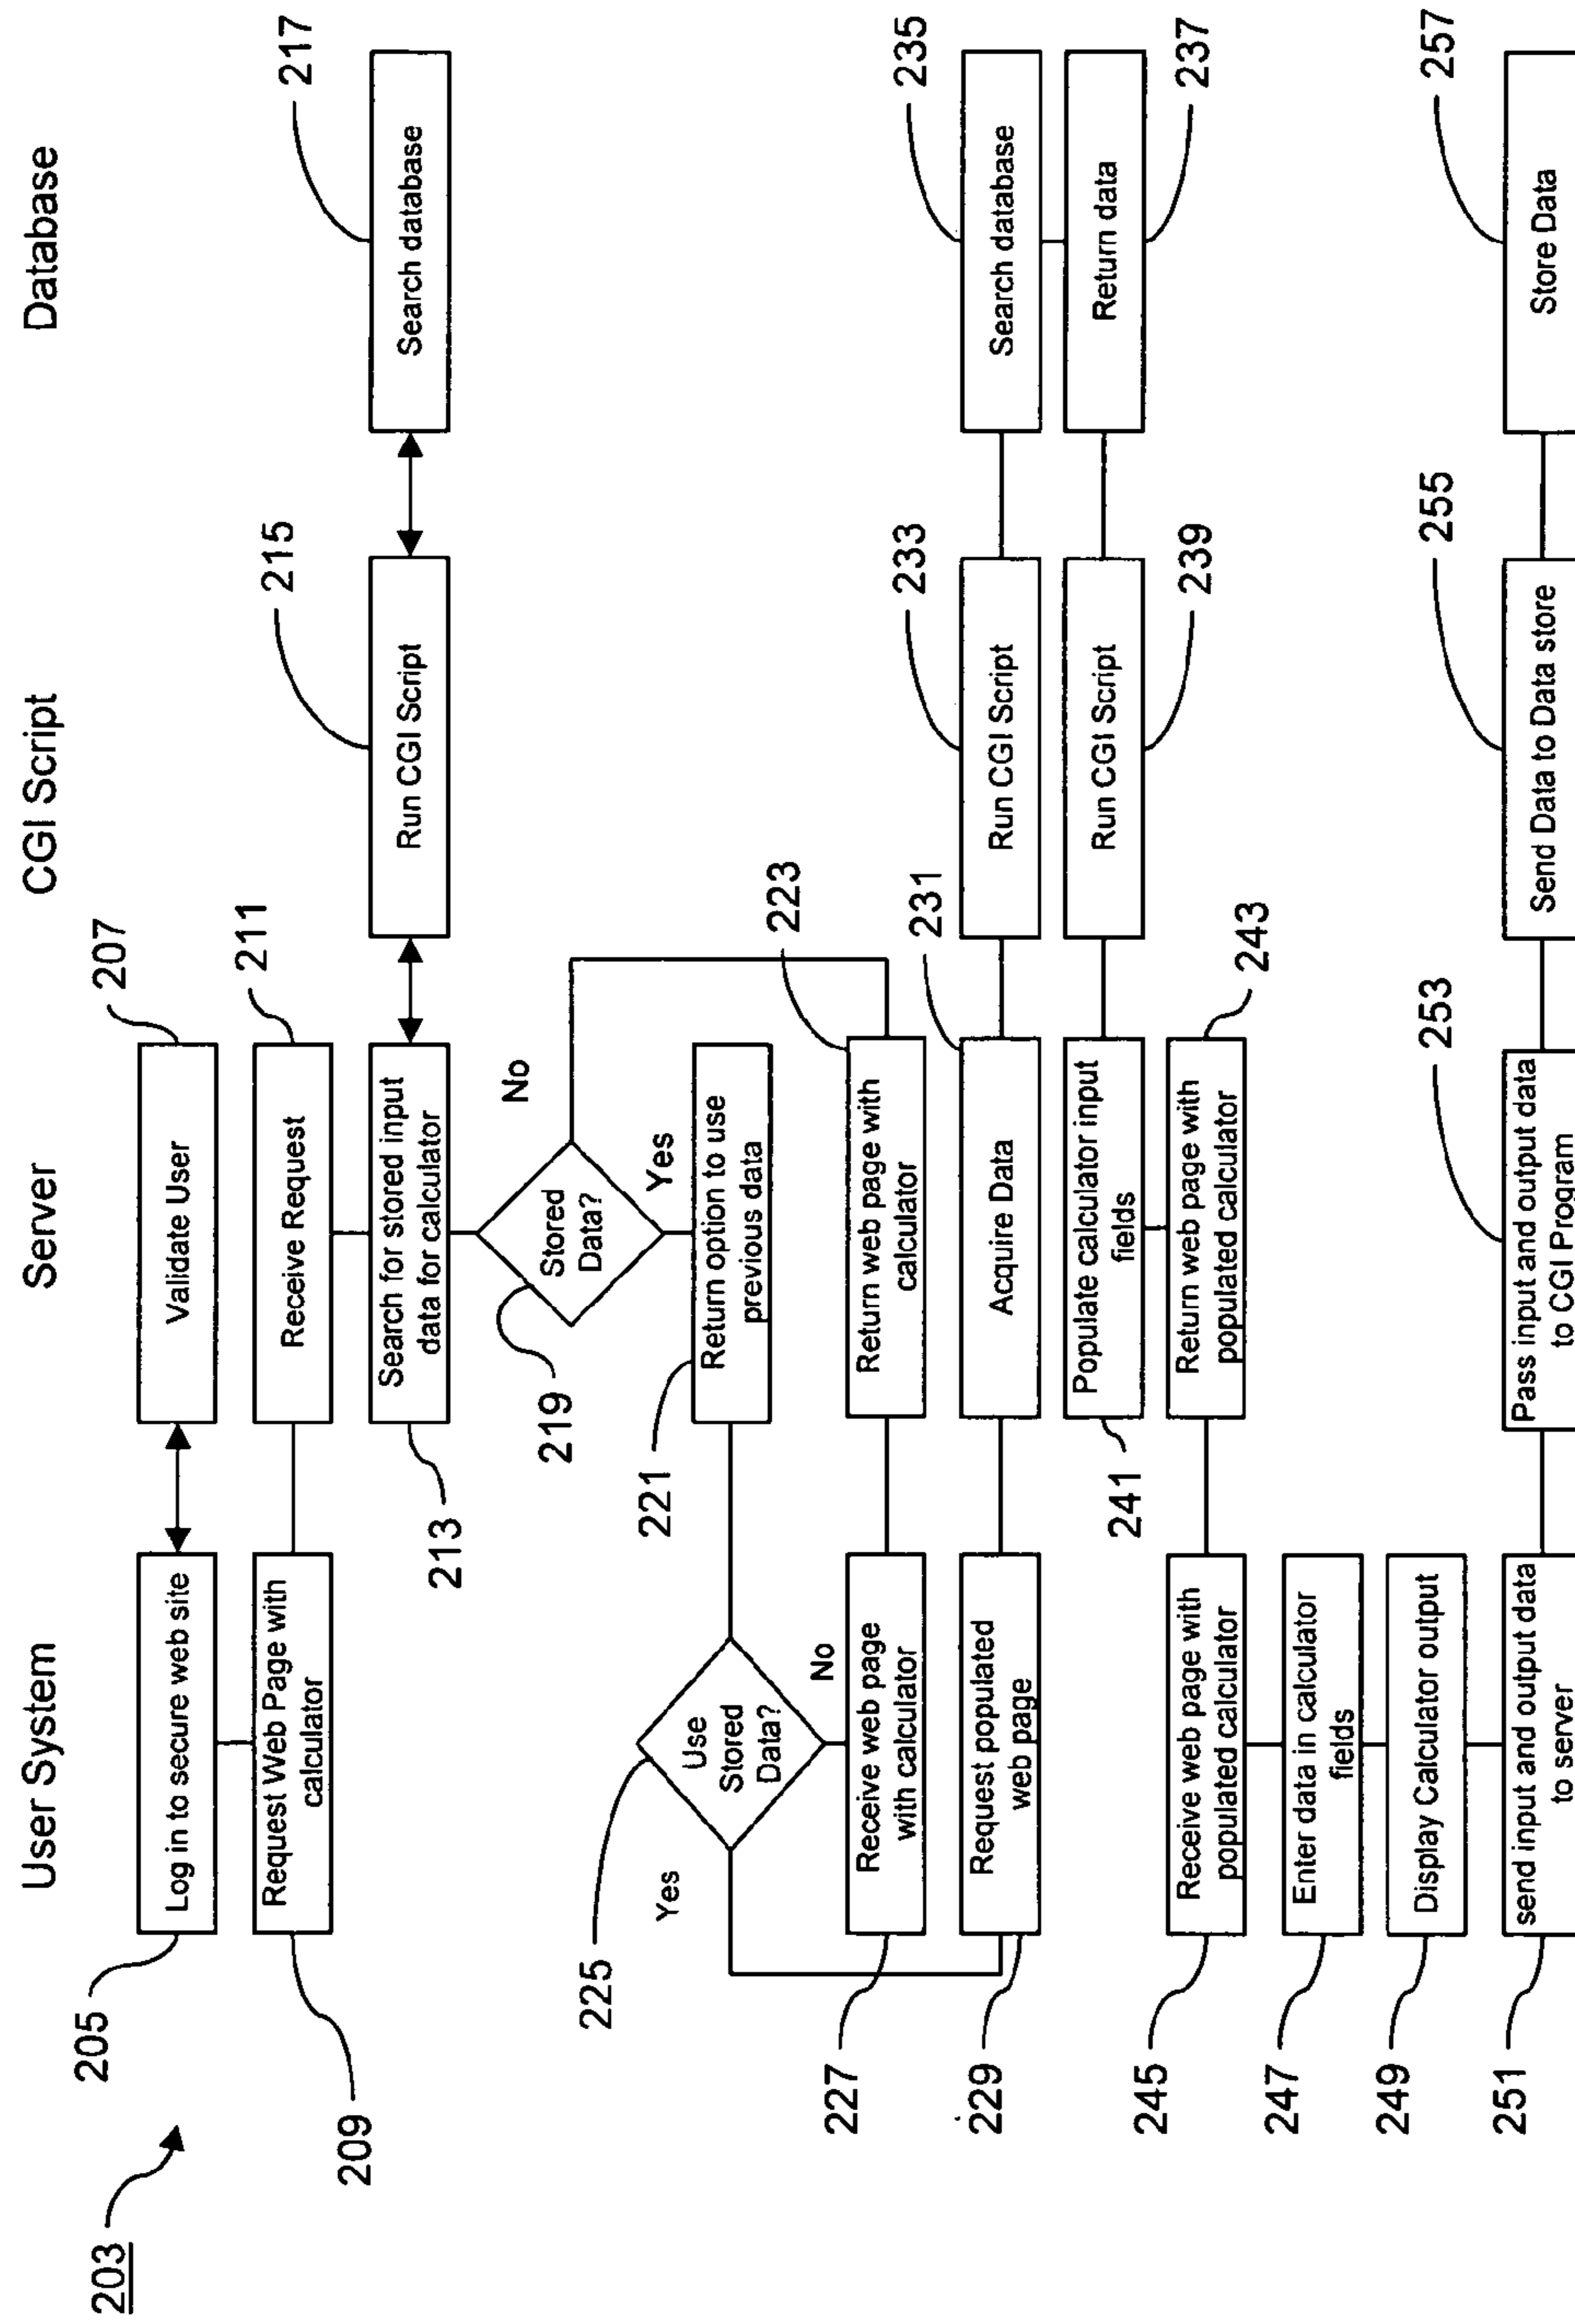 User System
Server
CGI Script
Database
203
205
Log in to secure web site
207
Validate User
209
Request Web Page with
calculator
211
Receive Request
213
Search for stored input
data for calculator
215
Run CGI Script
217
Search database
219
Stored
Data?
No
Yes
221
Return option to use
previous data
225
Use
Stored
Data?
Yes
No
223
Return web page with
calculator
227
Receive web page
with calculator
229
Request populated
web page
231
Acquire Data
233
Run CGI Script
235
Search database
237
Return data
239
Run CGI Script
241
Populate calculator input
fields
243
Return web page with
populated calculator
245
Receive web page with
populated calculator
247
Enter data in calculator
fields
249
Display Calculator output
251
send input and output data
to server
253
Pass input and output data
to CGI Program
255
Send Data to Data store
257
Store Data